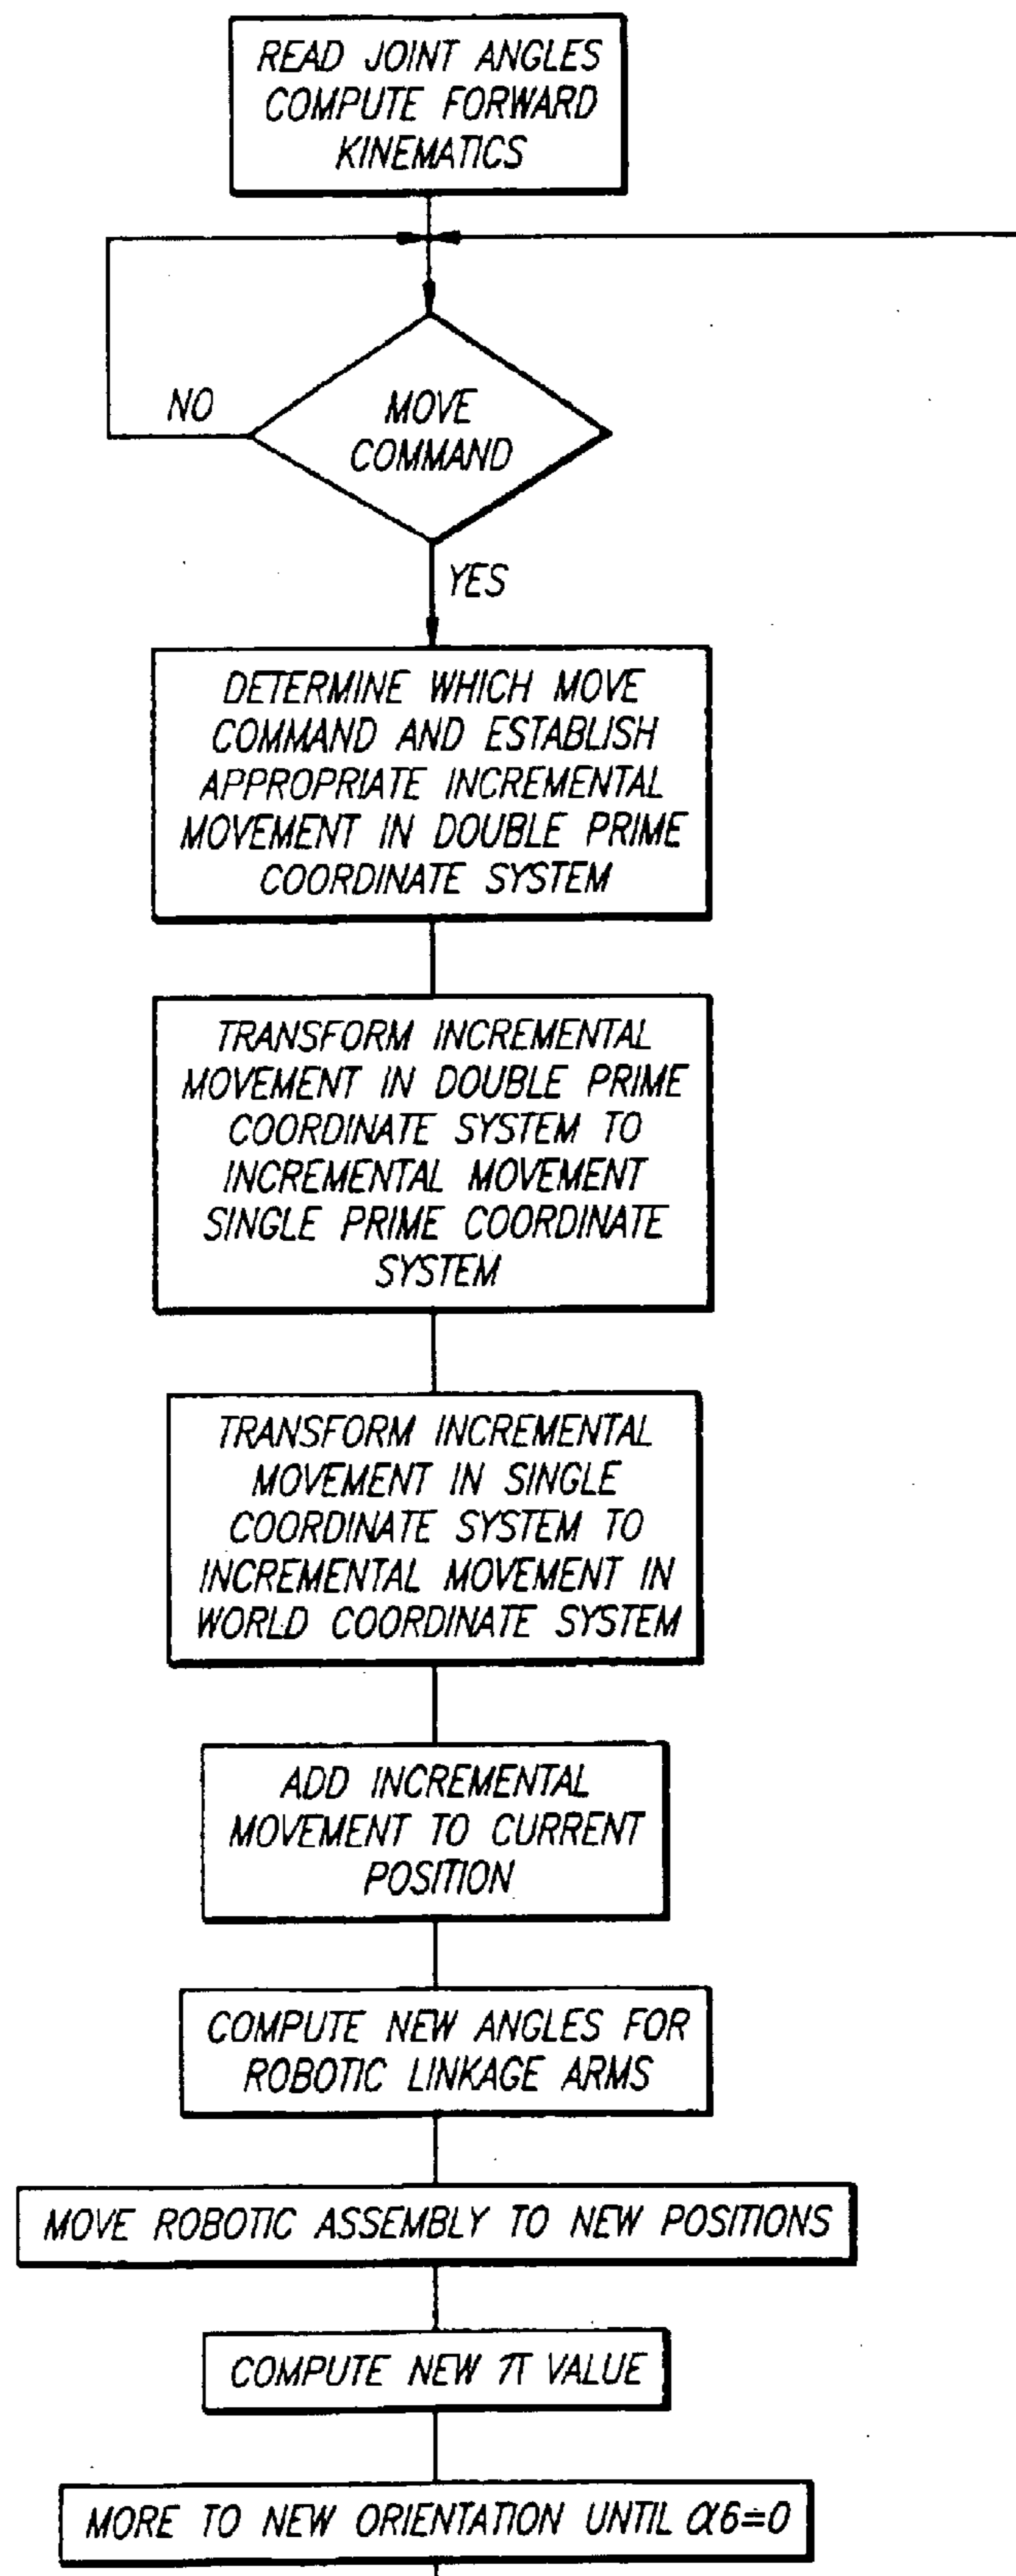 READ JOINT ANGLES
COMPUTE FORWARD
KINEMATICS
MOVE
COMMAND
NO
YES
DETERMINE WHICH MOVE
COMMAND AND ESTABLISH
APPROPRIATE INCREMENTAL
MOVEMENT IN DOUBLE PRIME
COORDINATE SYSTEM
TRANSFORM INCREMENTAL
MOVEMENT IN DOUBLE PRIME
COORDINATE SYSTEM TO
INCREMENTAL MOVEMENT
SINGLE PRIME COORDINATE
SYSTEM
TRANSFORM INCREMENTAL
MOVEMENT IN SINGLE
COORDINATE SYSTEM TO
INCREMENTAL MOVEMENT IN
WORLD COORDINATE SYSTEM
ADD INCREMENTAL
MOVEMENT TO CURRENT
POSITION
COMPUTE NEW ANGLES FOR
ROBOTIC LINKAGE ARMS
MOVE ROBOTIC ASSEMBLY TO NEW POSITIONS
COMPUTE NEW π VALUE
MORE TO NEW ORIENTATION UNTIL α6≐0